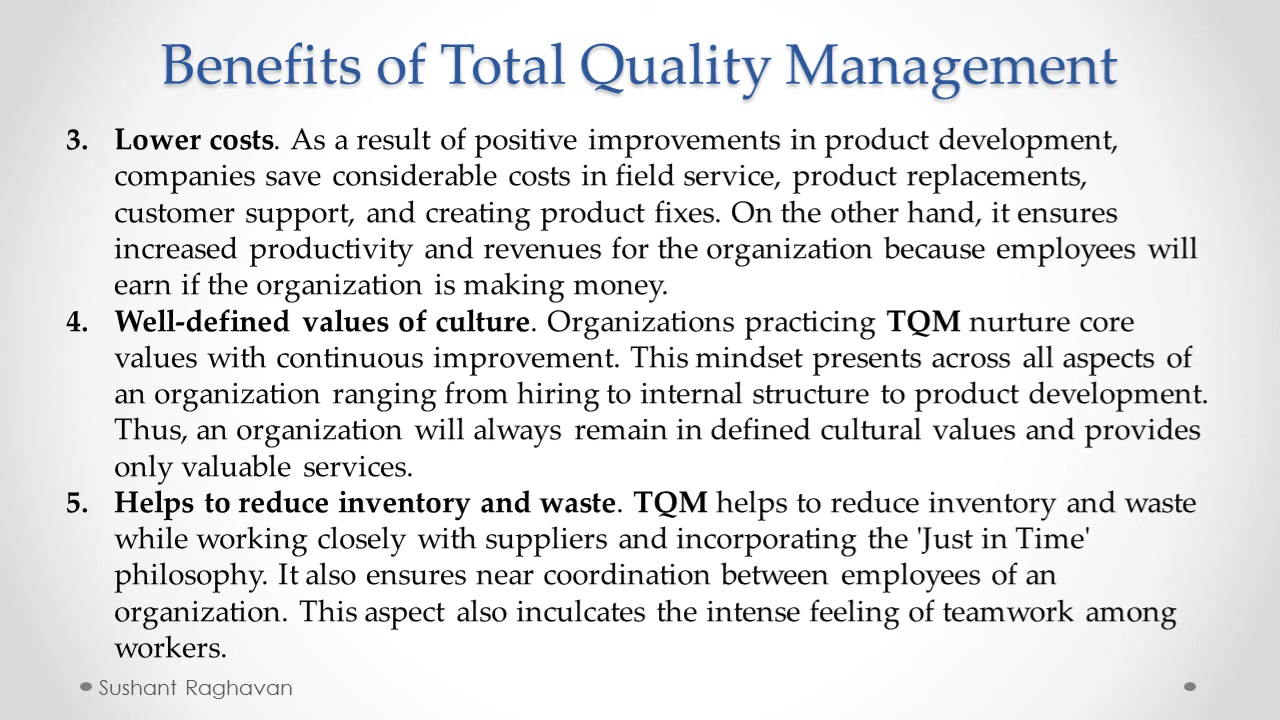 Benefits of Total Quality Management
3. Lower costs. As a result of positive improvements in product development,
companies save considerable costs in field service, product replacements,
customer support, and creating product fixes. On the other hand, it ensures
increased productivity and revenues for the organization because employees will
earn if the organization is making money.
4. Well-defined values of culture. Organizations practicing TQM nurture core
values with continuous improvement. This mindset presents across all aspects of
an organization ranging from hiring to internal structure to product development.
Thus, an organization will always remain in defined cultural values and provides
only valuable services.
5. Helps to reduce inventory and waste. TQM helps to reduce inventory and waste
while working closely with suppliers and incorporating the 'Just in Time'
philosophy. It also ensures near coordination between employees of an
organization. This aspect also inculcates the intense feeling of teamwork among
workers.
Sushant Raghavan